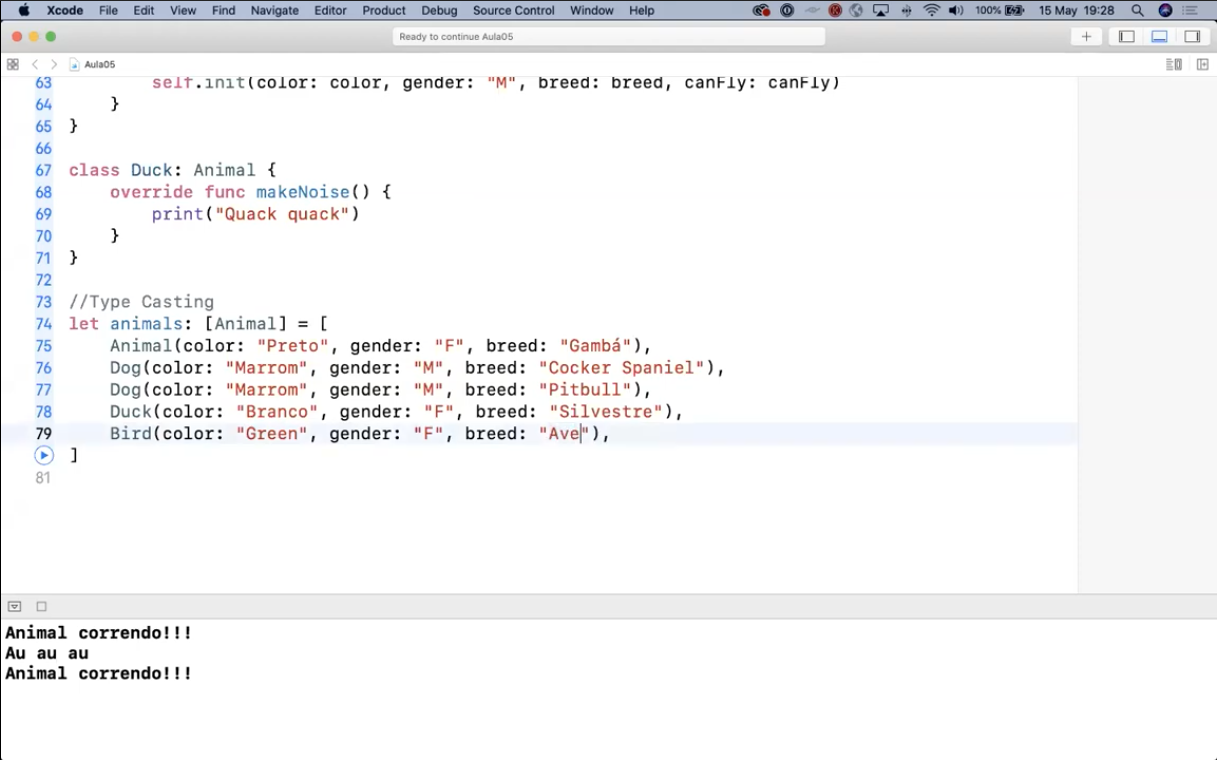 Xcode File Edit View Find Navigate Editor Product Debug Source Control Window Help 100% 15 May 19:28
Ready to continue Aula05
Aula05
63 self.init(color: color, gender: "M", breed: breed, canFly: canFly)
64 }
65 }
66
67 class Duck: Animal {
68 override func makeNoise() {
69 print("Quack quack")
70 }
71 }
72
73 //Type Casting
74 let animals: [Animal] = [
75 Animal(color: "Preto", gender: "F", breed: "Gambá"),
76 Dog(color: "Marrom", gender: "M", breed: "Cocker Spaniel"),
77 Dog(color: "Marrom", gender: "M", breed: "Pitbull"),
78 Duck(color: "Branco", gender: "F", breed: "Silvestre"),
79 Bird(color: "Green", gender: "F", breed: "Ave"),
]
81
Animal correndo!!!
Au au au
Animal correndo!!!